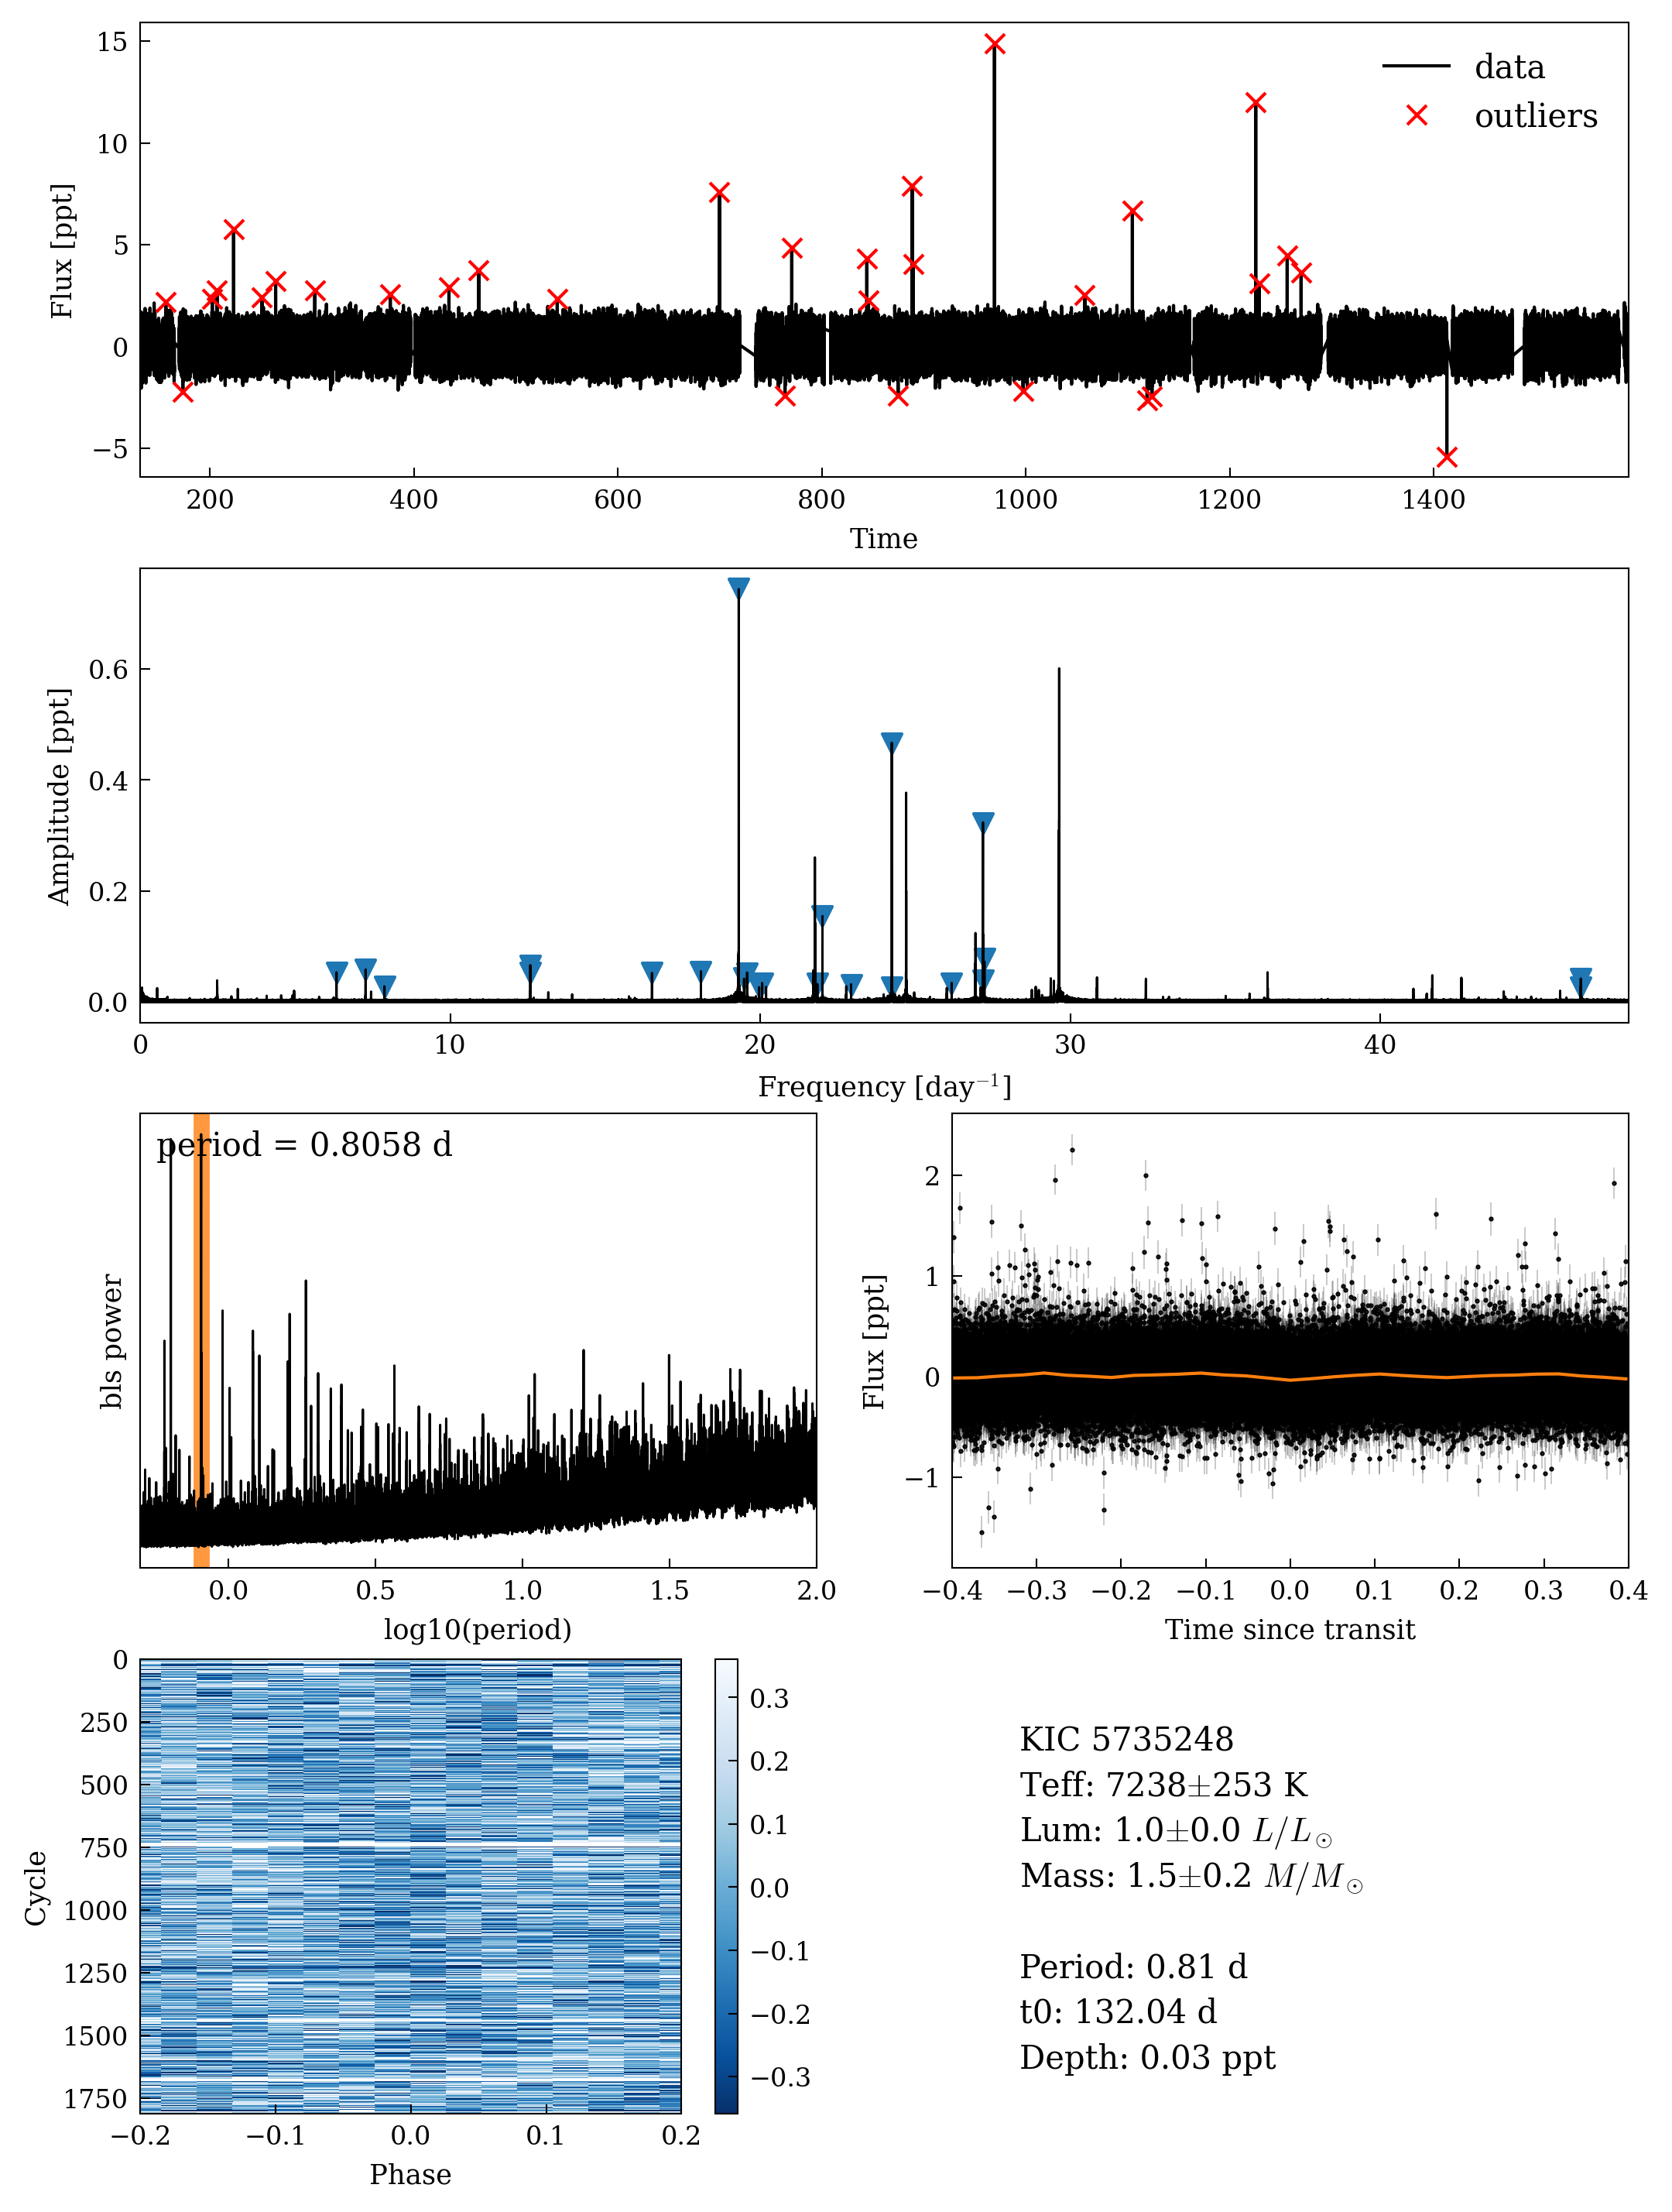 15
10
5
0
−5
Flux [ppt]
data
outliers
200 400 600 800 1000 1200 1400
Time
0.6
0.4
0.2
0.0
Amplitude [ppt]
0 10 20 30 40
Frequency [day⁻¹]
period = 0.8058 d
bls power
0.0 0.5 1.0 1.5 2.0
log10(period)
2
1
0
−1
Flux [ppt]
−0.4 −0.3 −0.2 −0.1 0.0 0.1 0.2 0.3 0.4
Time since transit
0
250
500
750
1000
1250
1500
1750
Cycle
−0.2 −0.1 0.0 0.1 0.2
Phase
0.3
0.2
0.1
0.0
−0.1
−0.2
−0.3
KIC 5735248
Teff: 7238±253 K
Lum: 1.0±0.0 L/L⊙
Mass: 1.5±0.2 M/M⊙
Period: 0.81 d
t0: 132.04 d
Depth: 0.03 ppt